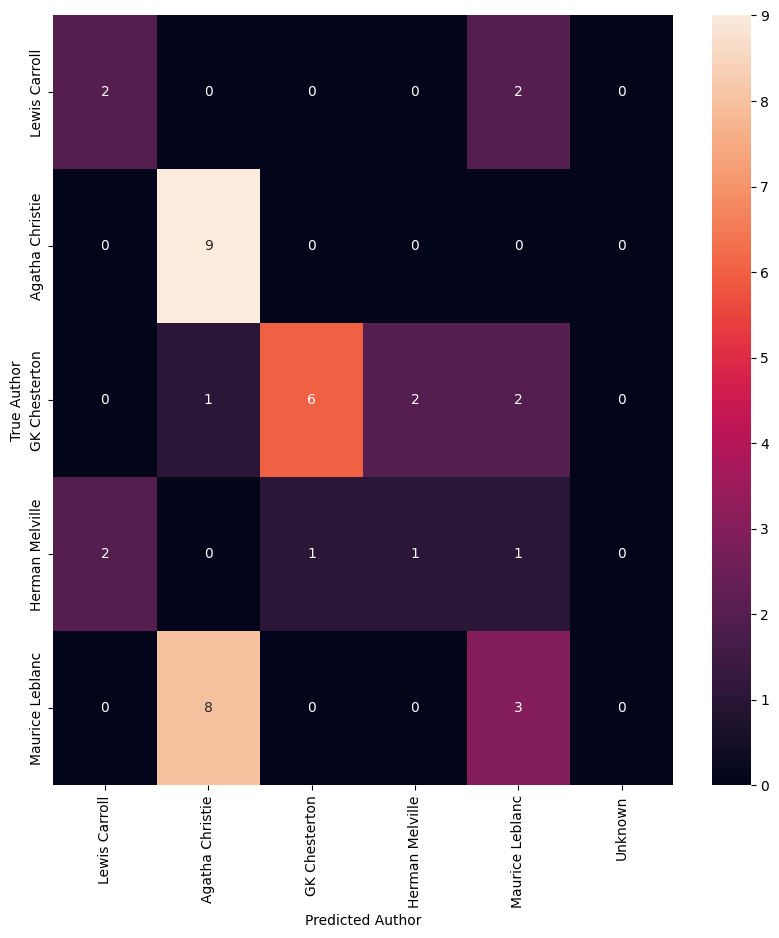 Lewis Carroll 2 0 0 0 2 0
Agatha Christie 0 9 0 0 0 0
GK Chesterton 0 1 6 2 2 0
Herman Melville 2 0 1 1 1 0
Maurice Leblanc 0 8 0 0 3 0
True Author
Lewis Carroll
Agatha Christie
GK Chesterton
Herman Melville
Maurice Leblanc
Unknown
Predicted Author
9
8
7
6
5
4
3
2
1
0